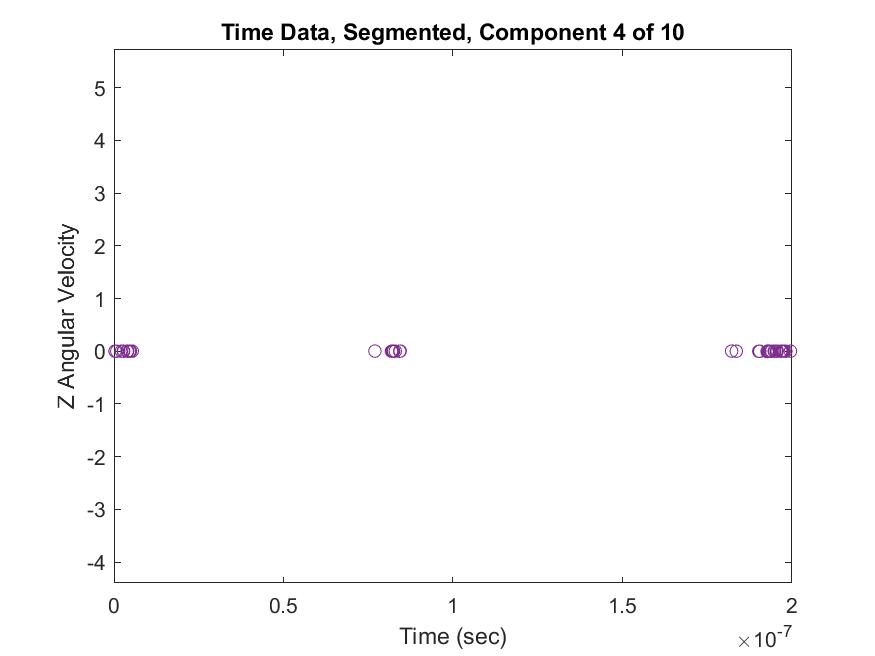 Time Data, Segmented, Component 4 of 10
5
4
3
2
1
0
-1
-2
-3
-4
Z Angular Velocity
0 0.5 1 1.5 2
Time (sec)
×10-7